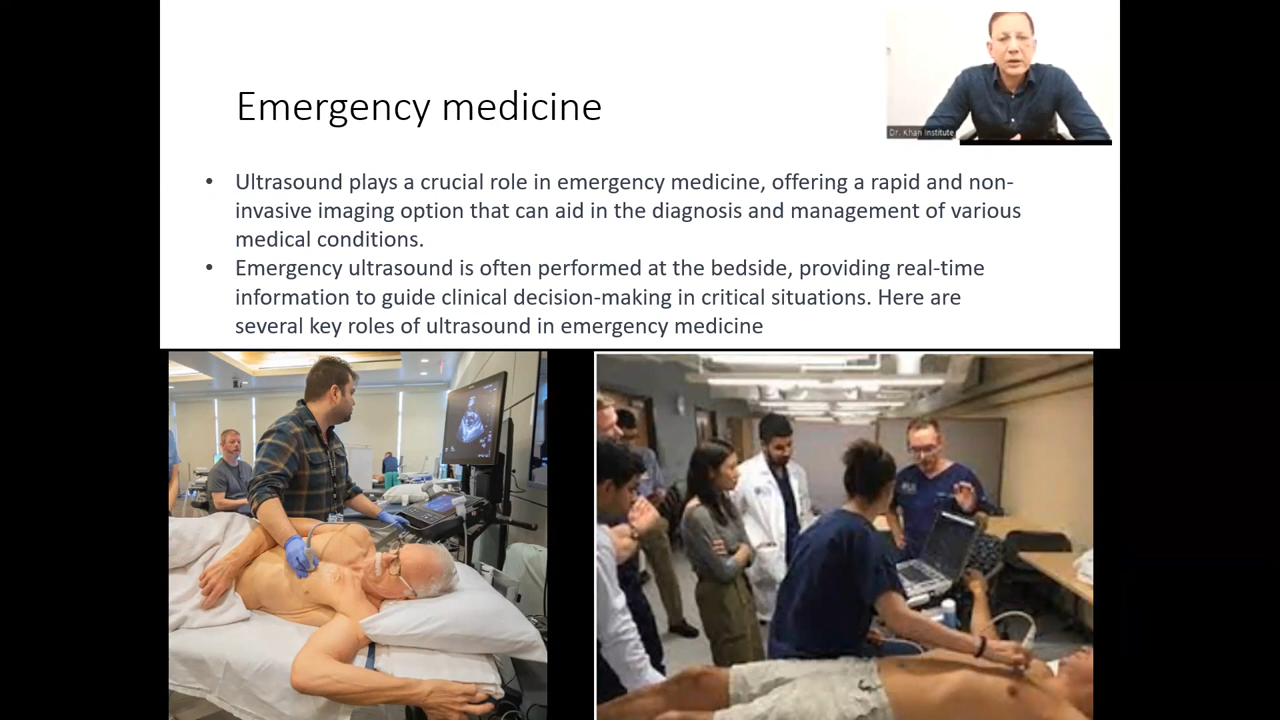 Emergency medicine
Dr. Khan Institute
• Ultrasound plays a crucial role in emergency medicine, offering a rapid and non-
invasive imaging option that can aid in the diagnosis and management of various
medical conditions.
• Emergency ultrasound is often performed at the bedside, providing real-time
information to guide clinical decision-making in critical situations. Here are
several key roles of ultrasound in emergency medicine